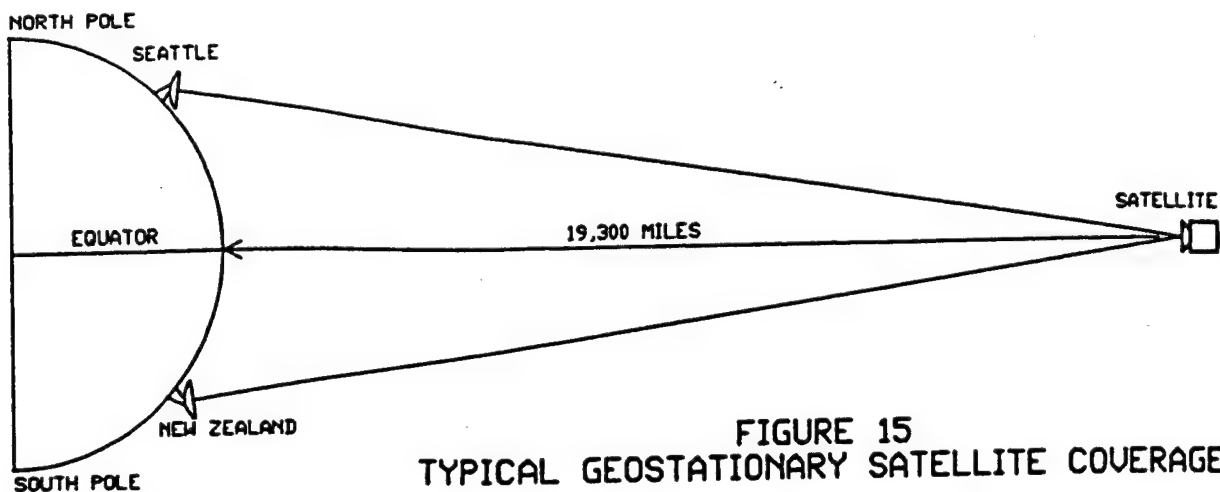 NORTH POLE
SEATTLE
SATELLITE
EQUATOR
19,300 MILES
NEW ZEALAND
SOUTH POLE
FIGURE 15
TYPICAL GEOSTATIONARY SATELLITE COVERAGE